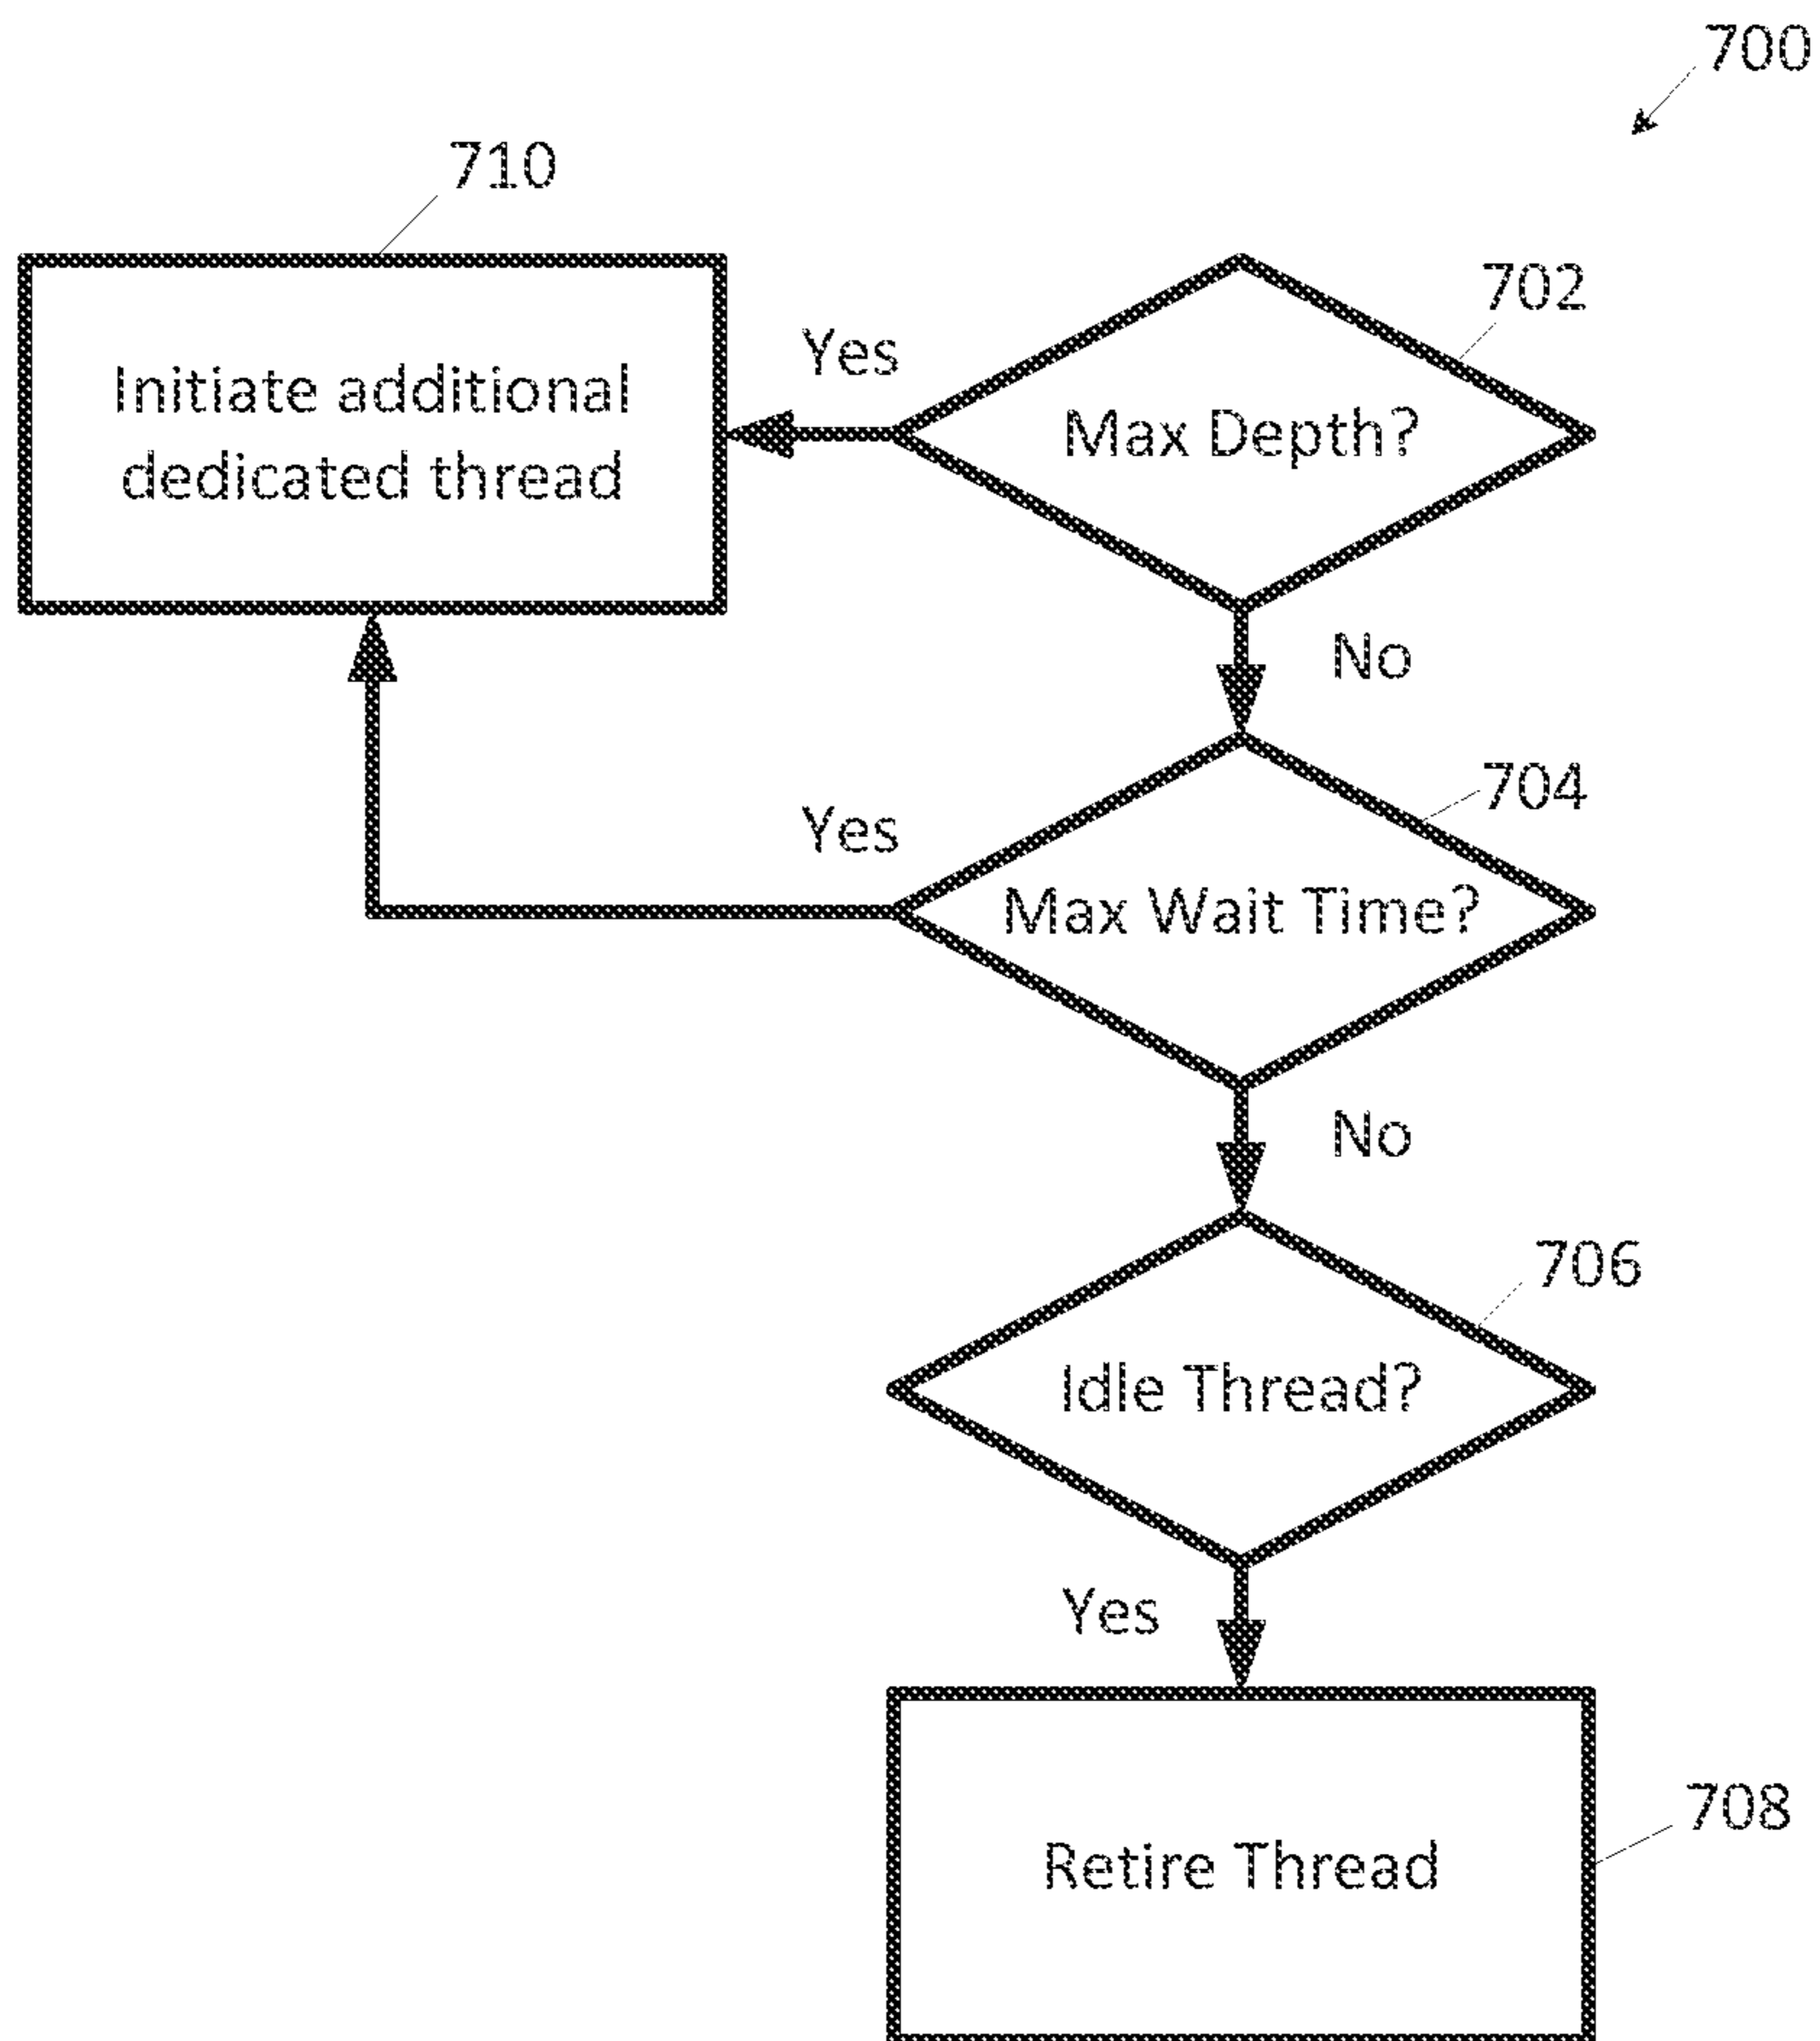 700
710
Initiate additional
dedicated thread
Yes
702
Max Depth?
No
704
Yes
Max Wait Time?
No
706
Idle Thread?
Yes
708
Retire Thread